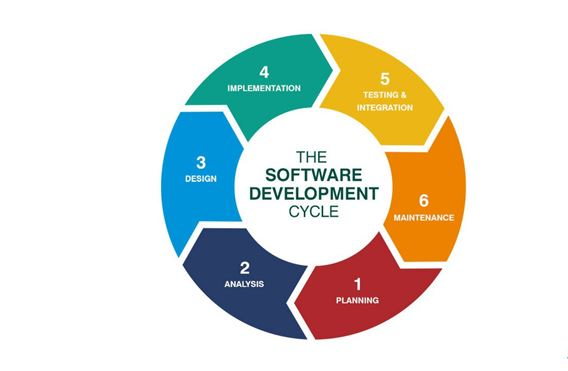 THE
SOFTWARE
DEVELOPMENT
CYCLE
1
PLANNING
2
ANALYSIS
3
DESIGN
4
IMPLEMENTATION
5
TESTING &
INTEGRATION
6
MAINTENANCE